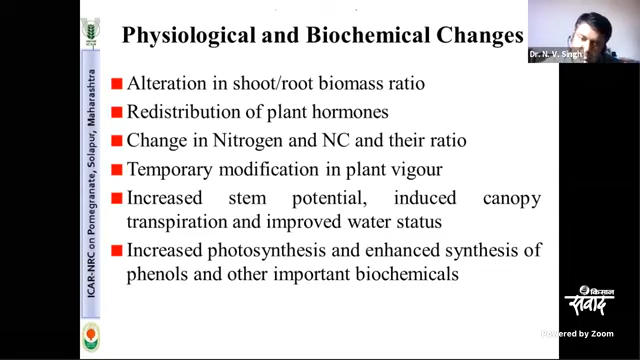 Physiological and Biochemical Changes
Dr. N. V. Singh
Alteration in shoot/root biomass ratio
Redistribution of plant hormones
Change in Nitrogen and NC and their ratio
Temporary modification in plant vigour
Increased stem potential, induced canopy
transpiration and improved water status
Increased photosynthesis and enhanced synthesis of
phenols and other important biochemicals
ICAR-NRC on Pomegranate, Solapur, Maharashtra
किसान
संवाद
Powered by Zoom